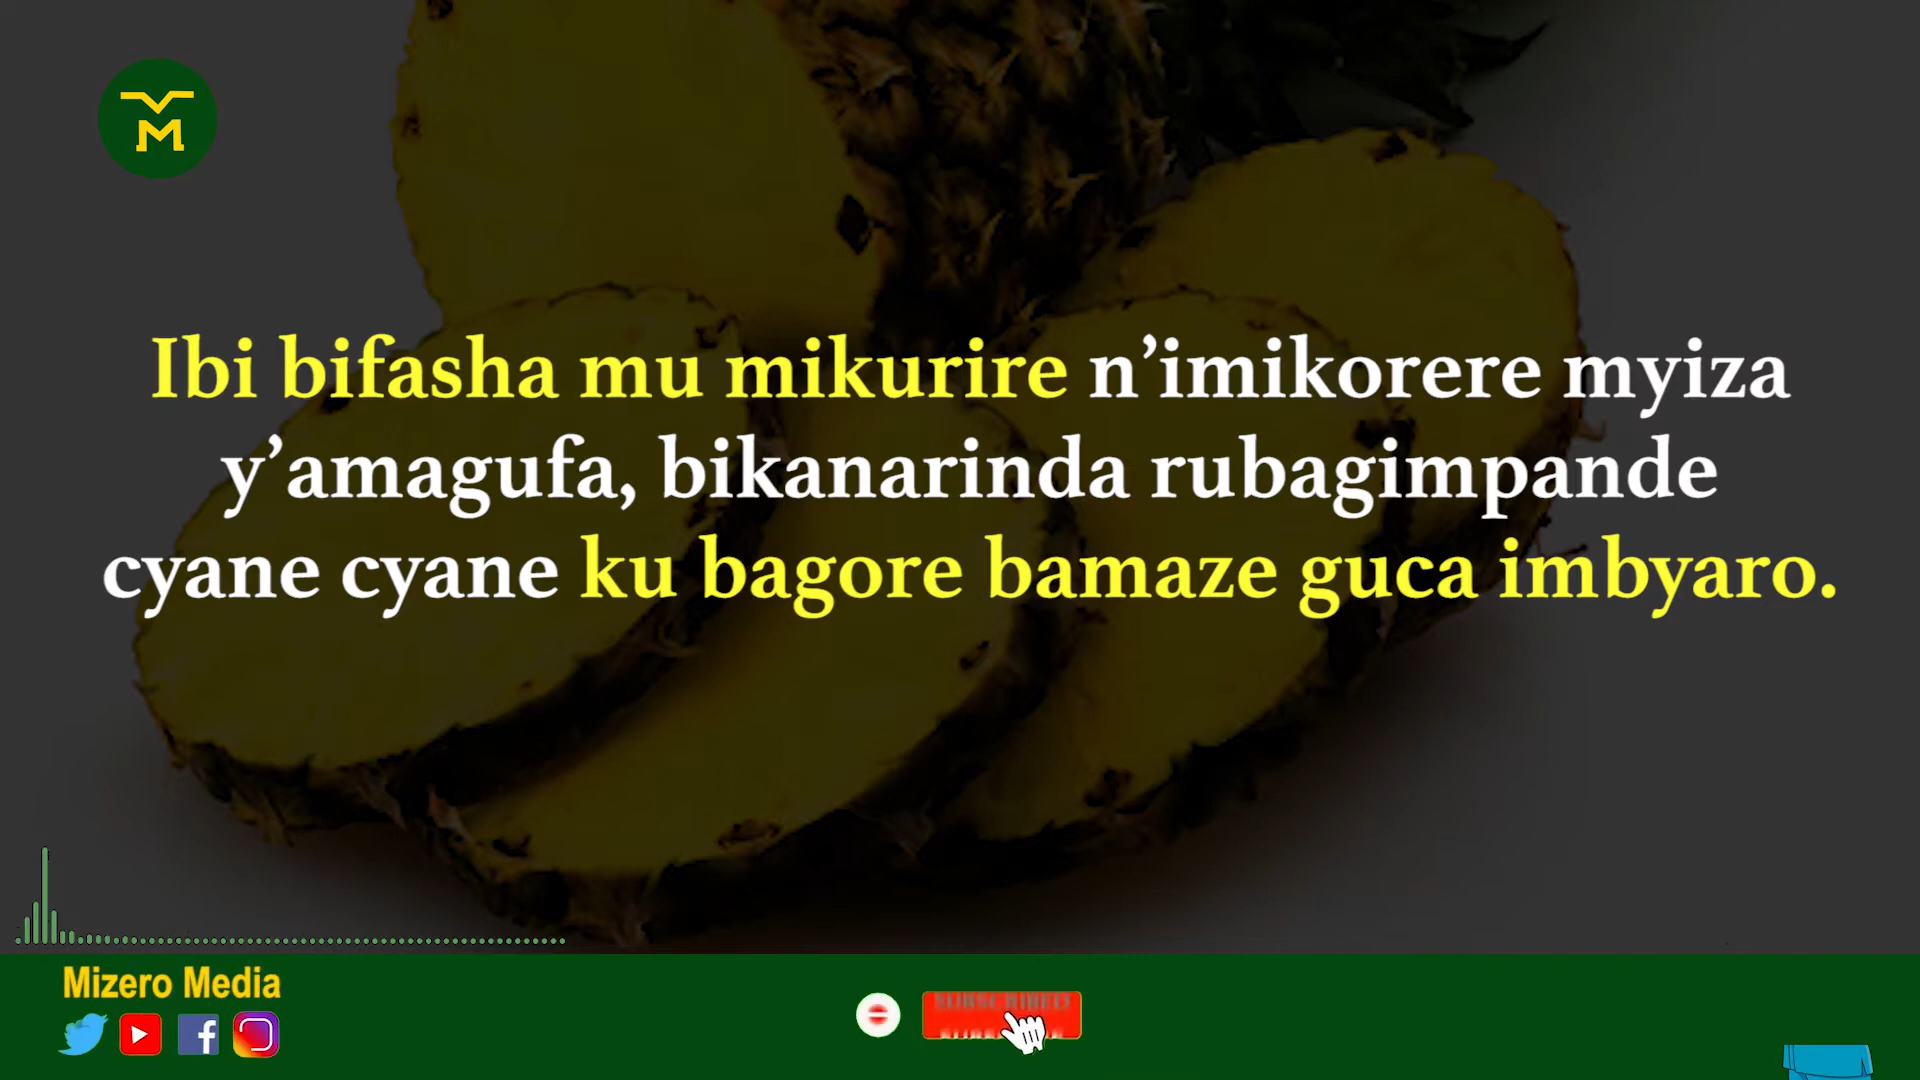 Ibi bifasha mu mikurire n’imikorere myiza
y’amagufa, bikanarinda rubagimpande
cyane cyane ku bagore bamaze guca imbyaro.
Mizero Media